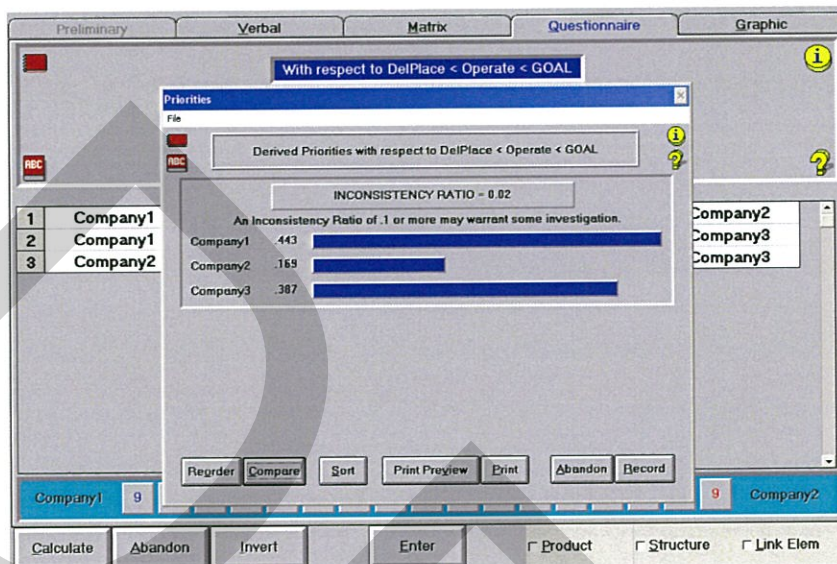 Preliminary Verbal Matrix Questionnaire Graphic
i
With respect to DelPlace < Operate < GOAL
Priorities
File
Derived Priorities with respect to DelPlace < Operate < GOAL
i
ABC
?
ABC
?
INCONSISTENCY RATIO = 0.02
An Inconsistency Ratio of .1 or more may warrant some investigation.
1 Company1 Company2
2 Company1 Company3
3 Company2 Company3
Company1 .443
Company2 .169
Company3 .387
Reorder Compare Sort Print Preview Print Abandon Record
Company1 9 9 Company2
Calculate Abandon Invert Enter Product Structure Link Elem